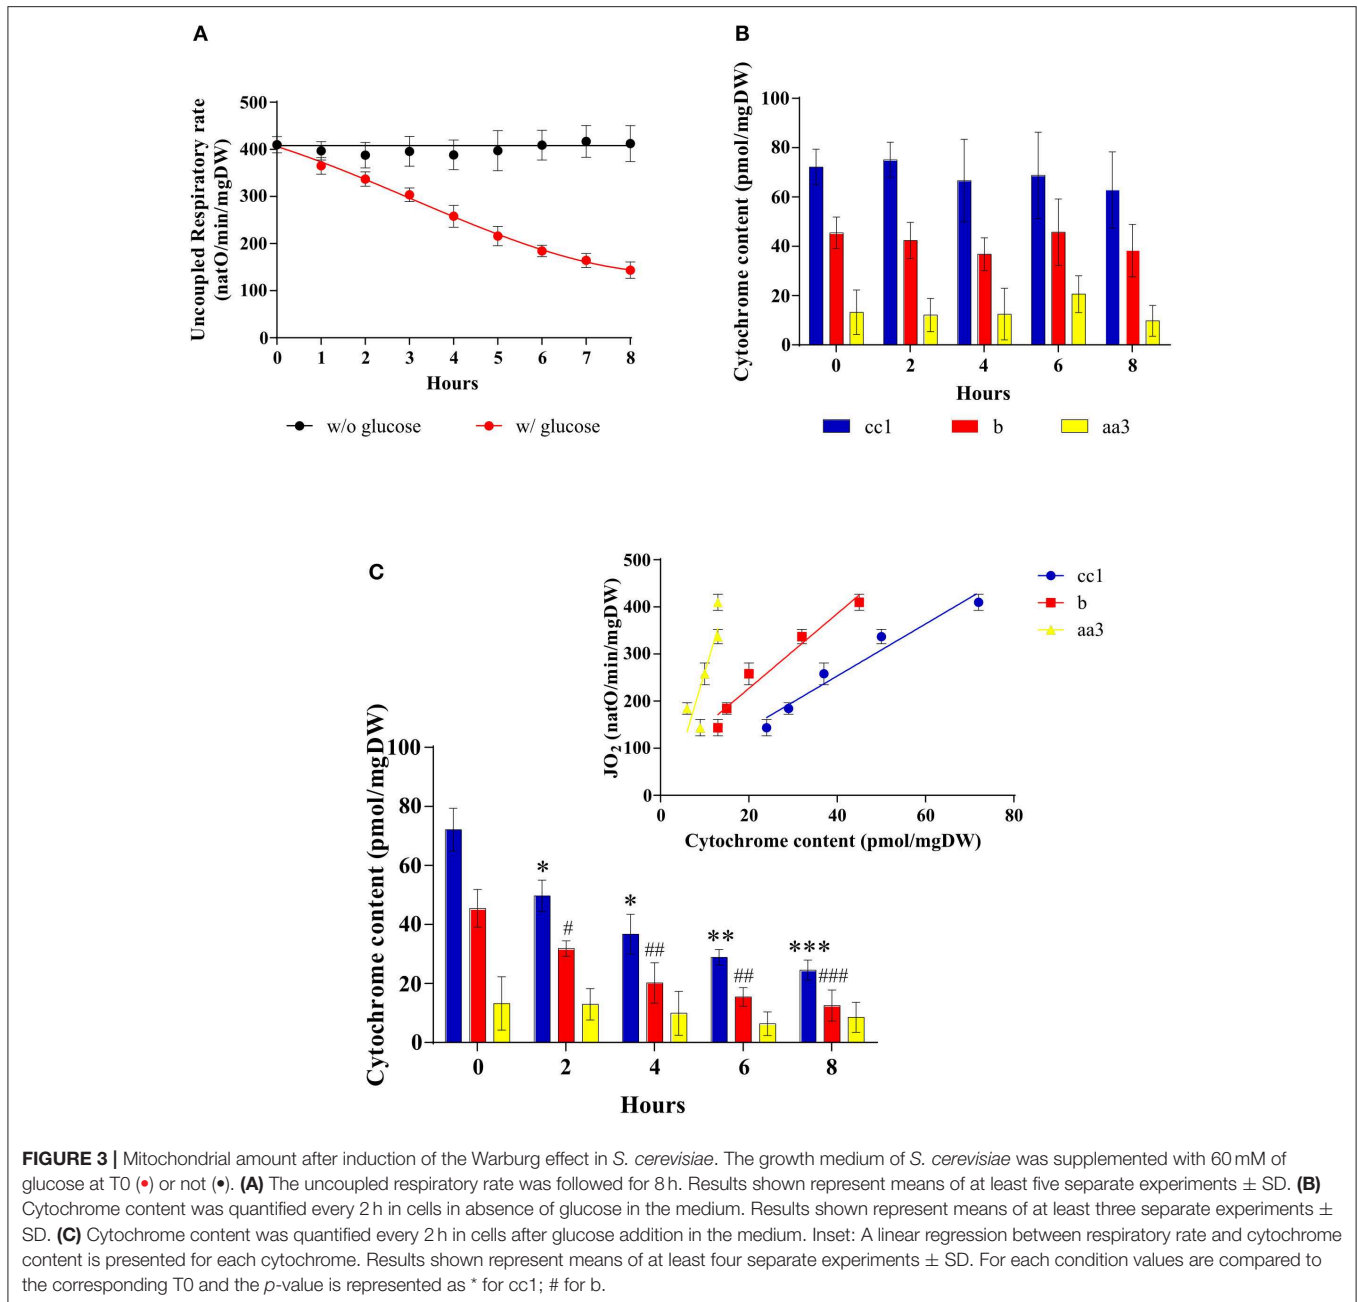 A
Uncoupled Respiratory rate
(natO/min/mgDW)
500
400
300
200
100
0
0 1 2 3 4 5 6 7 8
Hours
w/o glucose w/ glucose
B
Cytochrome content (pmol/mgDW)
100
80
60
40
20
0
0 2 4 6 8
Hours
cc1 b aa3
C
Cytochrome content (pmol/mgDW)
100
80
60
40
20
0
* # * ## ** ## *** ###
0 2 4 6 8
Hours
JO₂ (natO/min/mgDW)
500
400
300
200
100
0
0 20 40 60 80
Cytochrome content (pmol/mgDW)
cc1
b
aa3
FIGURE 3 | Mitochondrial amount after induction of the Warburg effect in S. cerevisiae. The growth medium of S. cerevisiae was supplemented with 60 mM of
glucose at T0 (•) or not (•). (A) The uncoupled respiratory rate was followed for 8 h. Results shown represent means of at least five separate experiments ± SD. (B)
Cytochrome content was quantified every 2 h in cells in absence of glucose in the medium. Results shown represent means of at least three separate experiments ±
SD. (C) Cytochrome content was quantified every 2 h in cells after glucose addition in the medium. Inset: A linear regression between respiratory rate and cytochrome
content is presented for each cytochrome. Results shown represent means of at least four separate experiments ± SD. For each condition values are compared to
the corresponding T0 and the p-value is represented as * for cc1; # for b.